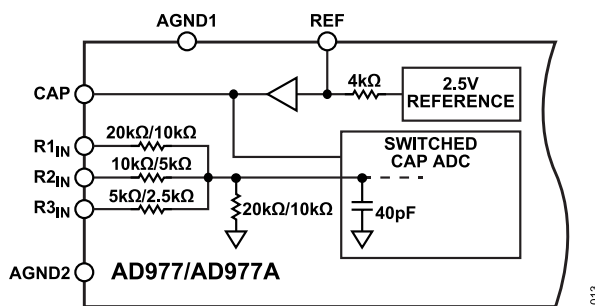 AGND1
REF
CAP
4kΩ
2.5V
REFERENCE
R1IN
20kΩ/10kΩ
R2IN
10kΩ/5kΩ
R3IN
5kΩ/2.5kΩ
SWITCHED
CAP ADC
20kΩ/10kΩ
40pF
AGND2
AD977/AD977A
013